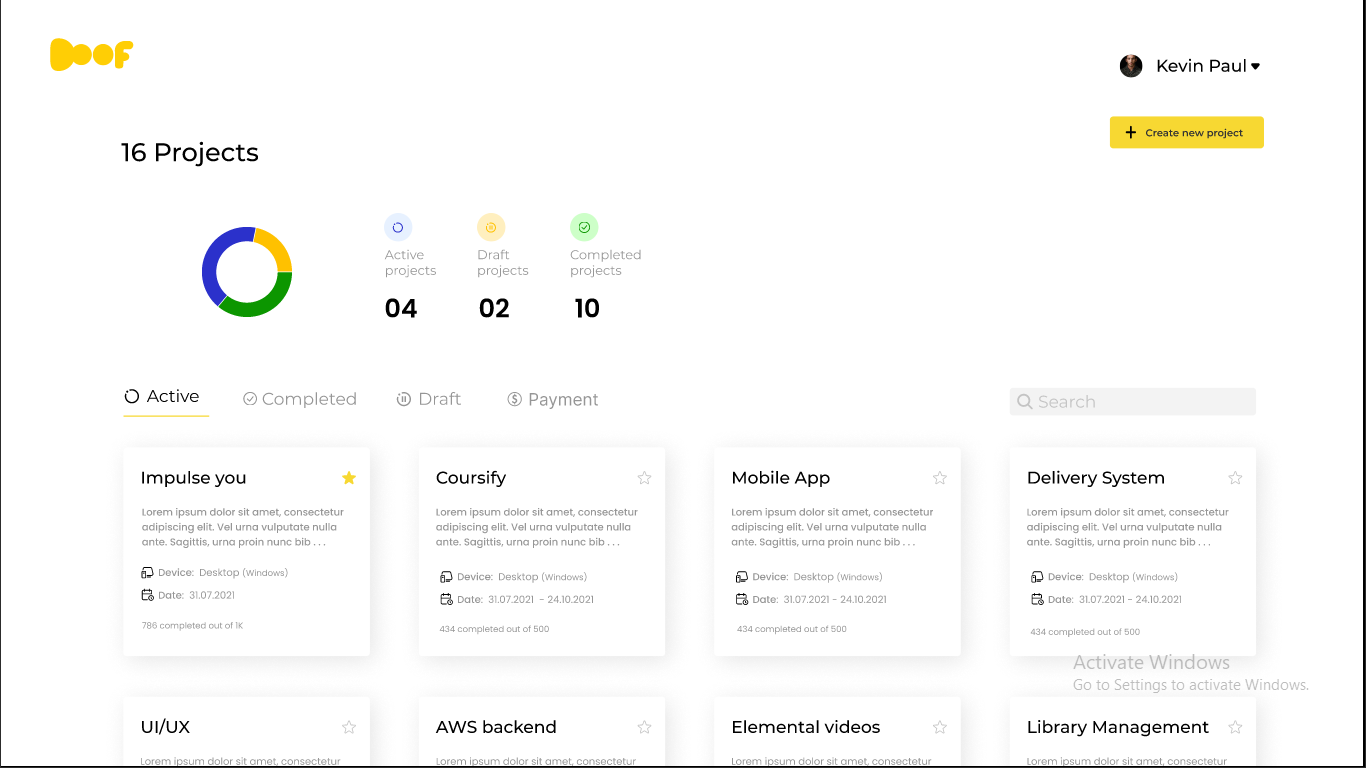 DOOF
Kevin Paul
Create new project
16 Projects
Active projects
Draft projects
Completed projects
04
02
10
Active
Completed
Draft
Payment
Search
Impulse you
Lorem ipsum dolor sit amet, consectetur
adipiscing elit. Vel urna vulputate nulla
ante. Sagittis, urna proin nunc bib . . .
Device: Desktop (Windows)
Date: 31.07.2021
786 completed out of 1K
Coursify
Lorem ipsum dolor sit amet, consectetur
adipiscing elit. Vel urna vulputate nulla
ante. Sagittis, urna proin nunc bib . . .
Device: Desktop (Windows)
Date: 31.07.2021 - 24.10.2021
434 completed out of 500
Mobile App
Lorem ipsum dolor sit amet, consectetur
adipiscing elit. Vel urna vulputate nulla
ante. Sagittis, urna proin nunc bib . . .
Device: Desktop (Windows)
Date: 31.07.2021 - 24.10.2021
434 completed out of 500
Delivery System
Lorem ipsum dolor sit amet, consectetur
adipiscing elit. Vel urna vulputate nulla
ante. Sagittis, urna proin nunc bib . . .
Device: Desktop (Windows)
Date: 31.07.2021 - 24.10.2021
434 completed out of 500
Activate Windows
Go to Settings to activate Windows.
UI/UX
Lorem ipsum dolor sit amet, consectetur
AWS backend
Lorem ipsum dolor sit amet, consectetur
Elemental videos
Lorem ipsum dolor sit amet, consectetur
Library Management
Lorem ipsum dolor sit amet, consectetur